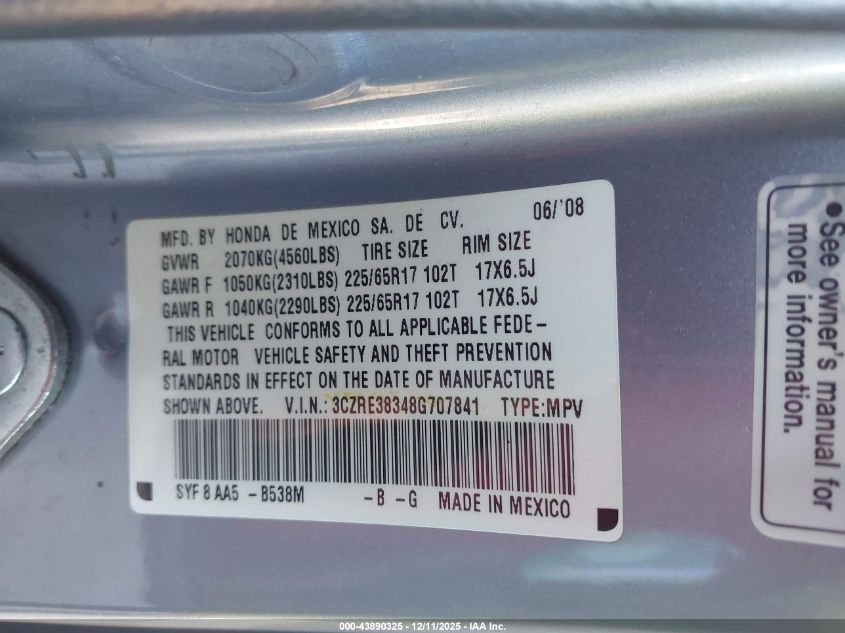 MFD. BY HONDA DE MEXICO SA. DE CV. 06/'08
GVWR 2070KG(4560LBS) TIRE SIZE RIM SIZE
GAWR F 1050KG(2310LBS) 225/65R17 102T 17X6.5J
GAWR R 1040KG(2290LBS) 225/65R17 102T 17X6.5J
THIS VEHICLE CONFORMS TO ALL APPLICABLE FEDE-
RAL MOTOR VEHICLE SAFETY AND THEFT PREVENTION
STANDARDS IN EFFECT ON THE DATE OF MANUFACTURE
SHOWN ABOVE. V.I.N.: 3CZRE38348G707841 TYPE:MPV
SYF 8 AA5 -B538M -B -G MADE IN MEXICO
•See owner's manual for
more information.
000-43890325 - 12/11/2025 - IAA Inc.